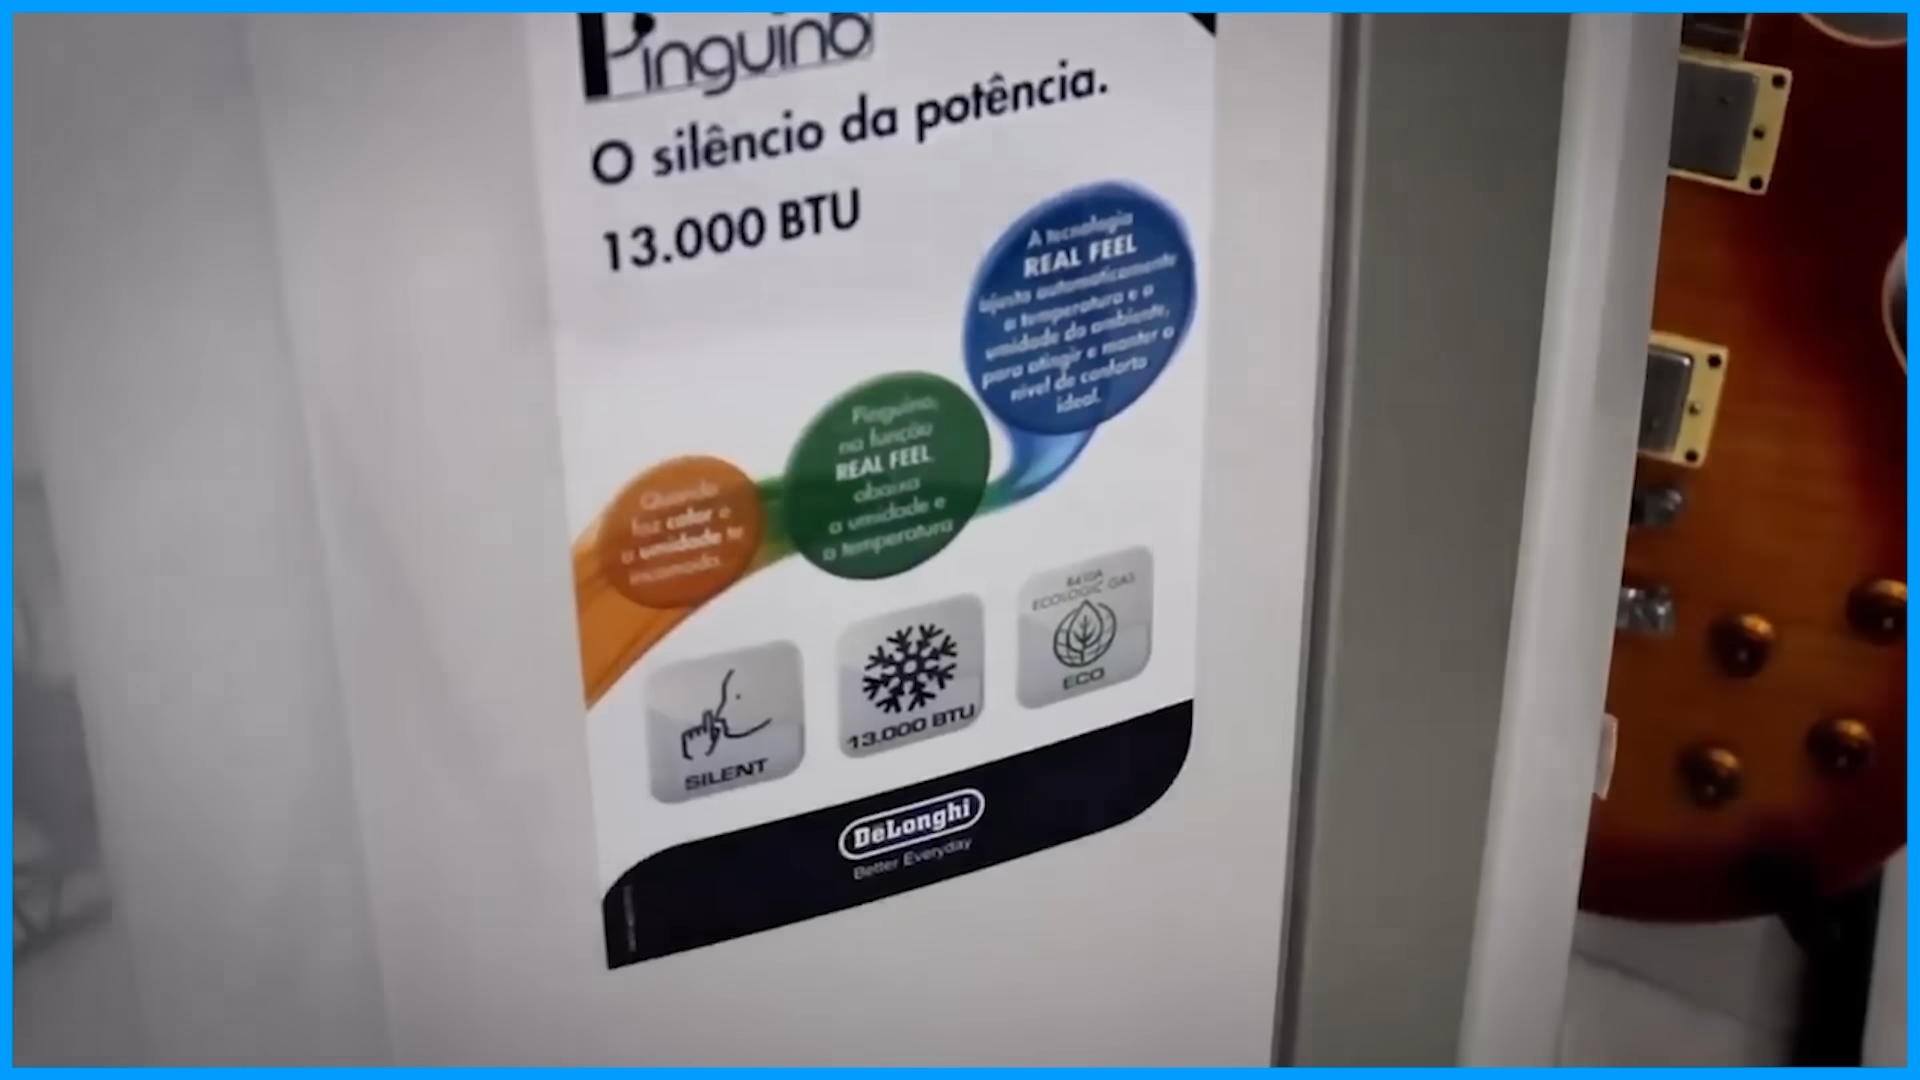 Pinguino
O silêncio da potência.
13.000 BTU
A tecnologia
REAL FEEL
ajusta automaticamente
a temperatura e a
umidade do ambiente,
para atingir e manter o
nível de conforto
ideal.
Pinguino,
na função
REAL FEEL,
abaixa
a umidade e
a temperatura
Quando
faz calor e
a umidade te
incomoda.
SILENT
13.000 BTU
R410A
ECOLOGIC GAS
ECO
DeLonghi
Better Everyday